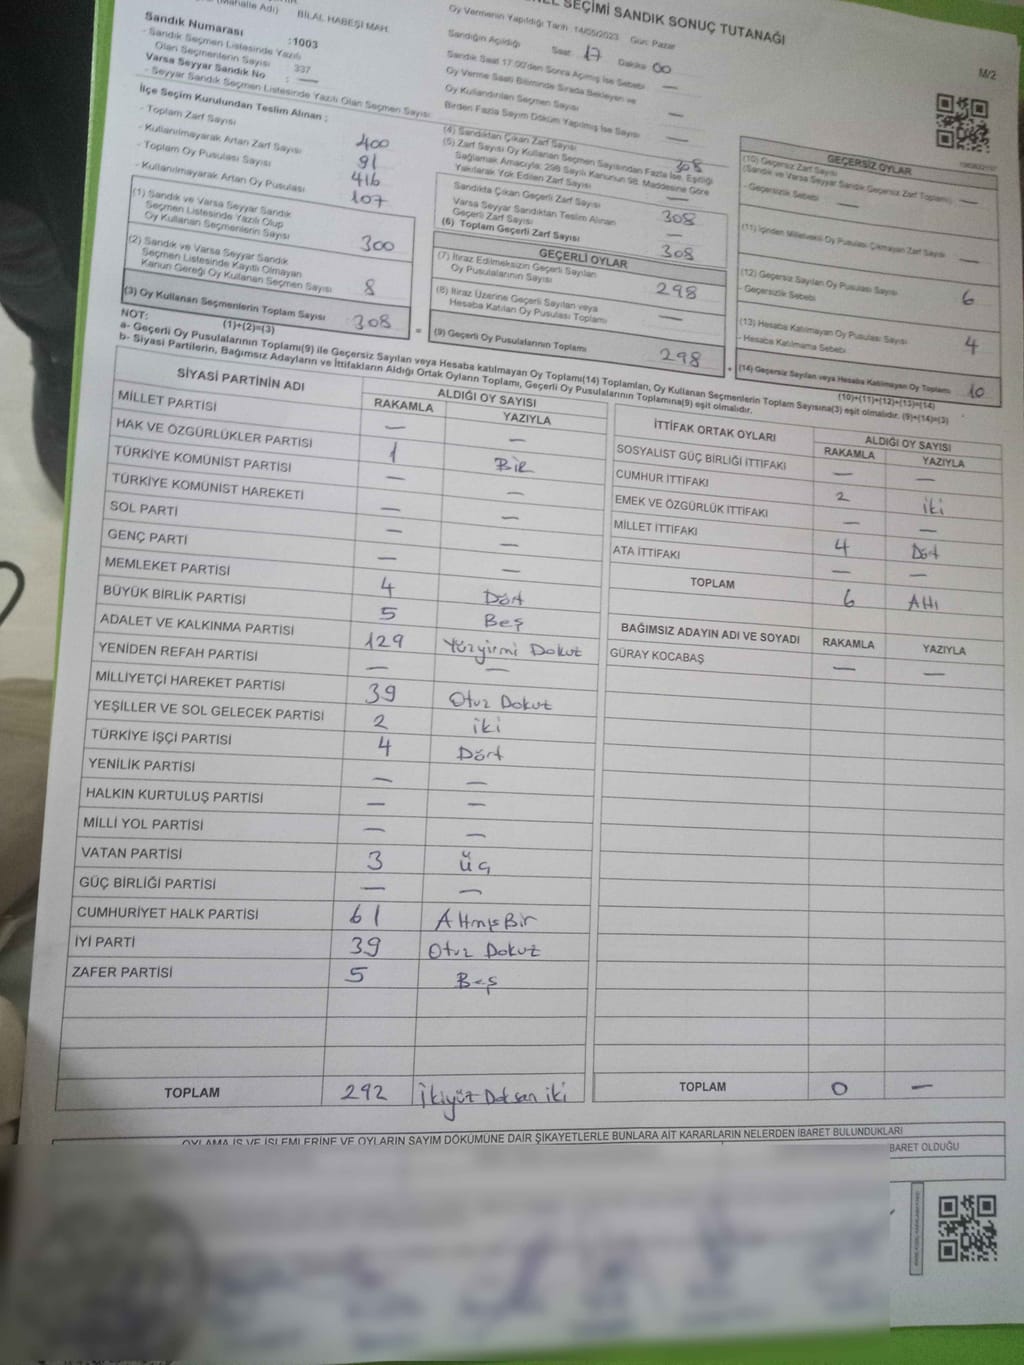 SEÇİMİ SANDIK SONUÇ TUTANAĞI
(Mahalle Adı) BİLAL HABEŞİ MAH.
Oy Vermenin Yapıldığı Tarih :14/05/2023 Gün: Pazar
M/2
Sandık Numarası :1003
- Sandık Seçmen Listesinde Yazılı
Olan Seçmenlerin Sayısı : 337
Varsa Seyyar Sandık No : —
- Seyyar Sandık Seçmen Listesinde Yazılı Olan Seçmen Sayısı
Sandığın Açıldığı Saat 17 Dakika 00
Sandık Saat 17.00'den Sonra Açılmış İse Sebebi —
Oy Verme Saati Bitiminde Sırada Bekleyen ve
Oy Kullandırılan Seçmen Sayısı —
Birden Fazla Sayım Döküm Yapılmış İse Sayısı —
İlçe Seçim Kurulundan Teslim Alınan :
- Toplam Zarf Sayısı 400
- Kullanılmayarak Artan Zarf Sayısı 91
- Toplam Oy Pusulası Sayısı 416
- Kullanılmayarak Artan Oy Pusulası 107
(1) Sandık ve Varsa Seyyar Sandık
Seçmen Listesinde Yazılı Olup
Oy Kullanan Seçmenlerin Sayısı 300
(2) Sandık ve Varsa Seyyar Sandık
Seçmen Listesinde Kayıtlı Olmayan
Kanun Gereği Oy Kullanan Seçmen Sayısı 8
(3) Oy Kullanan Seçmenlerin Toplam Sayısı 308
(1)+(2)=(3)
(4) Sandıktan Çıkan Zarf Sayısı 308
(5) Zarf Sayısı Oy Kullanan Seçmen Sayısından Fazla İse, Eşitliği
Sağlamak Amacıyla; 298 Sayılı Kanunun 98. Maddesine Göre
Yakılarak Yok Edilen Zarf Sayısı —
Sandıkta Çıkan Geçerli Zarf Sayısı 308
Varsa Seyyar Sandıktan Teslim Alınan
Geçerli Zarf Sayısı —
(6) Toplam Geçerli Zarf Sayısı 308
GEÇERLİ OYLAR
(7) İtiraz Edilmeksizin Geçerli Sayılan
Oy Pusulalarının Sayısı 298
(8) İtiraz Üzerine Geçerli Sayılan veya
Hesaba Katılan Oy Pusulası Toplamı —
= (9) Geçerli Oy Pusulalarının Toplamı 298
GEÇERSİZ OYLAR
(10) Geçersiz Zarf Sayısı
(Sandık ve Varsa Seyyar Sandık Geçersiz Zarf Toplamı) —
- Geçersizlik Sebebi —
(11) İçinden Milletvekili Oy Pusulası Çıkmayan Zarf Sayısı —
(12) Geçersiz Sayılan Oy Pusulası Sayısı 6
- Geçersizlik Sebebi
(13) Hesaba Katılmayan Oy Pusulası Sayısı 4
- Hesaba Katılmama Sebebi
+ (14) Geçersiz Sayılan veya Hesaba Katılmayan Oy Toplamı 10
(10)+(11)+(12)+(13)=(14)
NOT:
a- Geçerli Oy Pusulalarının Toplamı(9) ile Geçersiz Sayılan veya Hesaba katılmayan Oy Toplamı(14) Toplamları, Oy Kullanan Seçmenlerin Toplam Sayısına(3) eşit olmalıdır. (9)+(14)=(3)
b- Siyasi Partilerin, Bağımsız Adayların ve İttifakların Aldığı Ortak Oyların Toplamı, Geçerli Oy Pusulalarının Toplamına(9) eşit olmalıdır.
SİYASİ PARTİNİN ADI ALDIĞI OY SAYISI
RAKAMLA YAZIYLA
MİLLET PARTİSİ — —
HAK VE ÖZGÜRLÜKLER PARTİSİ 1 Bir
TÜRKİYE KOMÜNİST PARTİSİ — —
TÜRKİYE KOMÜNİST HAREKETİ — —
SOL PARTİ — —
GENÇ PARTİ — —
MEMLEKET PARTİSİ 4 Dört
BÜYÜK BİRLİK PARTİSİ 5 Beş
ADALET VE KALKINMA PARTİSİ 129 Yüzyirmi Dokuz
YENİDEN REFAH PARTİSİ — —
MİLLİYETÇİ HAREKET PARTİSİ 39 Otuz Dokuz
YEŞİLLER VE SOL GELECEK PARTİSİ 2 iki
TÜRKİYE İŞÇİ PARTİSİ 4 Dört
YENİLİK PARTİSİ — —
HALKIN KURTULUŞ PARTİSİ — —
MİLLİ YOL PARTİSİ — —
VATAN PARTİSİ 3 Üç
GÜÇ BİRLİĞİ PARTİSİ — —
CUMHURİYET HALK PARTİSİ 61 AltmışBir
İYİ PARTİ 39 Otuz Dokuz
ZAFER PARTİSİ 5 Beş
TOPLAM 292 İkiyüz Doksan iki
İTTİFAK ORTAK OYLARI ALDIĞI OY SAYISI
RAKAMLA YAZIYLA
SOSYALİST GÜÇ BİRLİĞİ İTTİFAKI — —
CUMHUR İTTİFAKI 2 iki
EMEK VE ÖZGÜRLÜK İTTİFAKI — —
MİLLET İTTİFAKI 4 Dört
ATA İTTİFAKI — —
TOPLAM 6 Altı
BAĞIMSIZ ADAYIN ADI VE SOYADI RAKAMLA YAZIYLA
GÜRAY KOCABAŞ — —
TOPLAM 0 —
OYLAMA İŞ VE İŞLEMLERİNE VE OYLARIN SAYIM DÖKÜMÜNE DAİR ŞİKAYETLERLE BUNLARA AİT KARARLARIN NELERDEN İBARET BULUNDUKLARI
BARET OLDUĞU